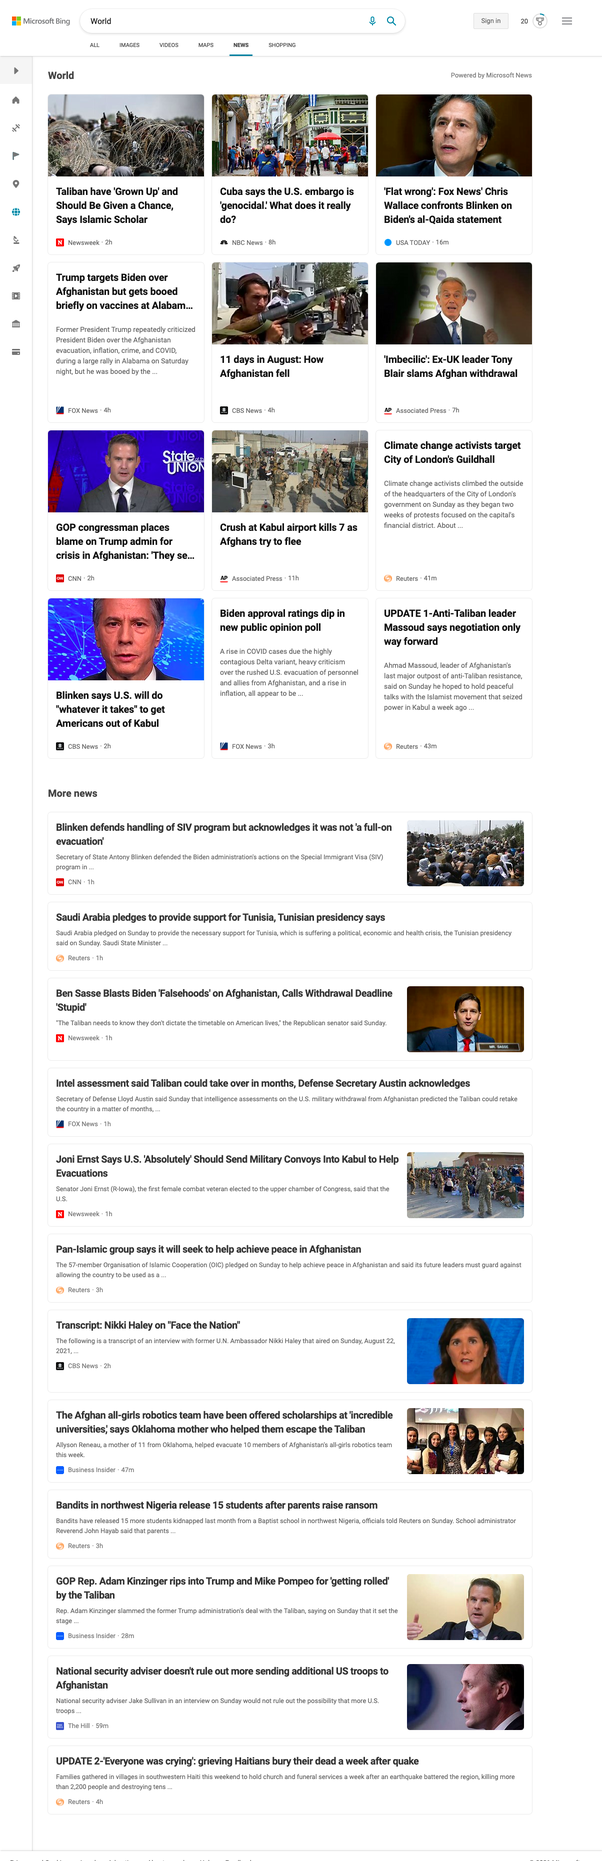 Microsoft Bing
World
Sign in
20
ALL
IMAGES
VIDEOS
MAPS
NEWS
SHOPPING
World
Powered by Microsoft News
Taliban have 'Grown Up' and
Should Be Given a Chance,
Says Islamic Scholar
Newsweek · 2h
Cuba says the U.S. embargo is
'genocidal.' What does it really
do?
NBC News · 8h
'Flat wrong': Fox News' Chris
Wallace confronts Blinken on
Biden's al-Qaida statement
USA TODAY · 16m
Trump targets Biden over
Afghanistan but gets booed
briefly on vaccines at Alabam...
Former President Trump repeatedly criticized
President Biden over the Afghanistan
evacuation, inflation, crime, and COVID,
during a large rally in Alabama on Saturday
night, but he was booed by the ...
FOX News · 4h
11 days in August: How
Afghanistan fell
CBS News · 4h
'Imbecilic': Ex-UK leader Tony
Blair slams Afghan withdrawal
AP
Associated Press · 7h
State of the
UNION
GOP congressman places
blame on Trump admin for
crisis in Afghanistan: 'They se...
CNN · 2h
Crush at Kabul airport kills 7 as
Afghans try to flee
AP
Associated Press · 11h
Climate change activists target
City of London's Guildhall
Climate change activists climbed the outside
of the headquarters of the City of London's
government on Sunday as they began two
weeks of protests focused on the capital's
financial district. About ...
Reuters · 41m
Blinken says U.S. will do
"whatever it takes" to get
Americans out of Kabul
CBS News · 2h
Biden approval ratings dip in
new public opinion poll
A rise in COVID cases due the highly
contagious Delta variant, heavy criticism
over the rushed U.S. evacuation of personnel
and allies from Afghanistan, and a rise in
inflation, all appear to be ...
FOX News · 3h
UPDATE 1-Anti-Taliban leader
Massoud says negotiation only
way forward
Ahmad Massoud, leader of Afghanistan's
last major outpost of anti-Taliban resistance,
said on Sunday he hoped to hold peaceful
talks with the Islamist movement that seized
power in Kabul a week ago ...
Reuters · 43m
More news
Blinken defends handling of SIV program but acknowledges it was not 'a full-on
evacuation'
Secretary of State Antony Blinken defended the Biden administration's actions on the Special Immigrant Visa (SIV)
program in ...
CNN · 1h
Saudi Arabia pledges to provide support for Tunisia, Tunisian presidency says
Saudi Arabia pledged on Sunday to provide the necessary support for Tunisia, which is suffering a political, economic and health crisis, the Tunisian presidency
said on Sunday. Saudi State Minister ...
Reuters · 1h
Ben Sasse Blasts Biden 'Falsehoods' on Afghanistan, Calls Withdrawal Deadline
'Stupid'
"The Taliban needs to know they don't dictate the timetable on American lives," the Republican senator said Sunday.
Newsweek · 1h
MR. SASSE
Intel assessment said Taliban could take over in months, Defense Secretary Austin acknowledges
Secretary of Defense Lloyd Austin said Sunday that intelligence assessments on the U.S. military withdrawal from Afghanistan predicted the Taliban could retake
the country in a matter of months, ...
FOX News · 1h
Joni Ernst Says U.S. 'Absolutely' Should Send Military Convoys Into Kabul to Help
Evacuations
Senator Joni Ernst (R-Iowa), the first female combat veteran elected to the upper chamber of Congress, said that the
U.S.
Newsweek · 1h
Pan-Islamic group says it will seek to help achieve peace in Afghanistan
The 57-member Organisation of Islamic Cooperation (OIC) pledged on Sunday to help achieve peace in Afghanistan and said its future leaders must guard against
allowing the country to be used as a ...
Reuters · 3h
Transcript: Nikki Haley on "Face the Nation"
The following is a transcript of an interview with former U.N. Ambassador Nikki Haley that aired on Sunday, August 22,
2021, ...
CBS News · 2h
The Afghan all-girls robotics team have been offered scholarships at 'incredible
universities,' says Oklahoma mother who helped them escape the Taliban
Allyson Reneau, a mother of 11 from Oklahoma, helped evacuate 10 members of Afghanistan's all-girls robotics team
this week.
Business Insider · 47m
Bandits in northwest Nigeria release 15 students after parents raise ransom
Bandits have released 15 more students kidnapped last month from a Baptist school in northwest Nigeria, officials told Reuters on Sunday. School administrator
Reverend John Hayab said that parents ...
Reuters · 3h
GOP Rep. Adam Kinzinger rips into Trump and Mike Pompeo for 'getting rolled'
by the Taliban
Rep. Adam Kinzinger slammed the former Trump administration's deal with the Taliban, saying on Sunday that it set the
stage ...
Business Insider · 28m
National security adviser doesn't rule out more sending additional US troops to
Afghanistan
National security adviser Jake Sullivan in an interview on Sunday would not rule out the possibility that more U.S.
troops ...
The Hill · 59m
UPDATE 2-'Everyone was crying': grieving Haitians bury their dead a week after quake
Families gathered in villages in southwestern Haiti this weekend to hold church and funeral services a week after an earthquake battered the region, killing more
than 2,200 people and destroying tens ...
Reuters · 4h